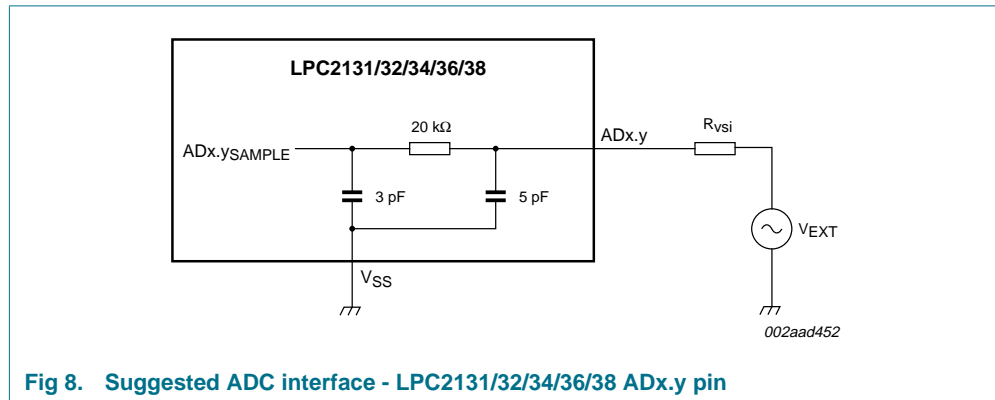 LPC2131/32/34/36/38
20 kΩ
ADx.y
Rvsi
ADx.ySAMPLE
3 pF
5 pF
VEXT
VSS
002aad452
Fig 8. Suggested ADC interface - LPC2131/32/34/36/38 ADx.y pin